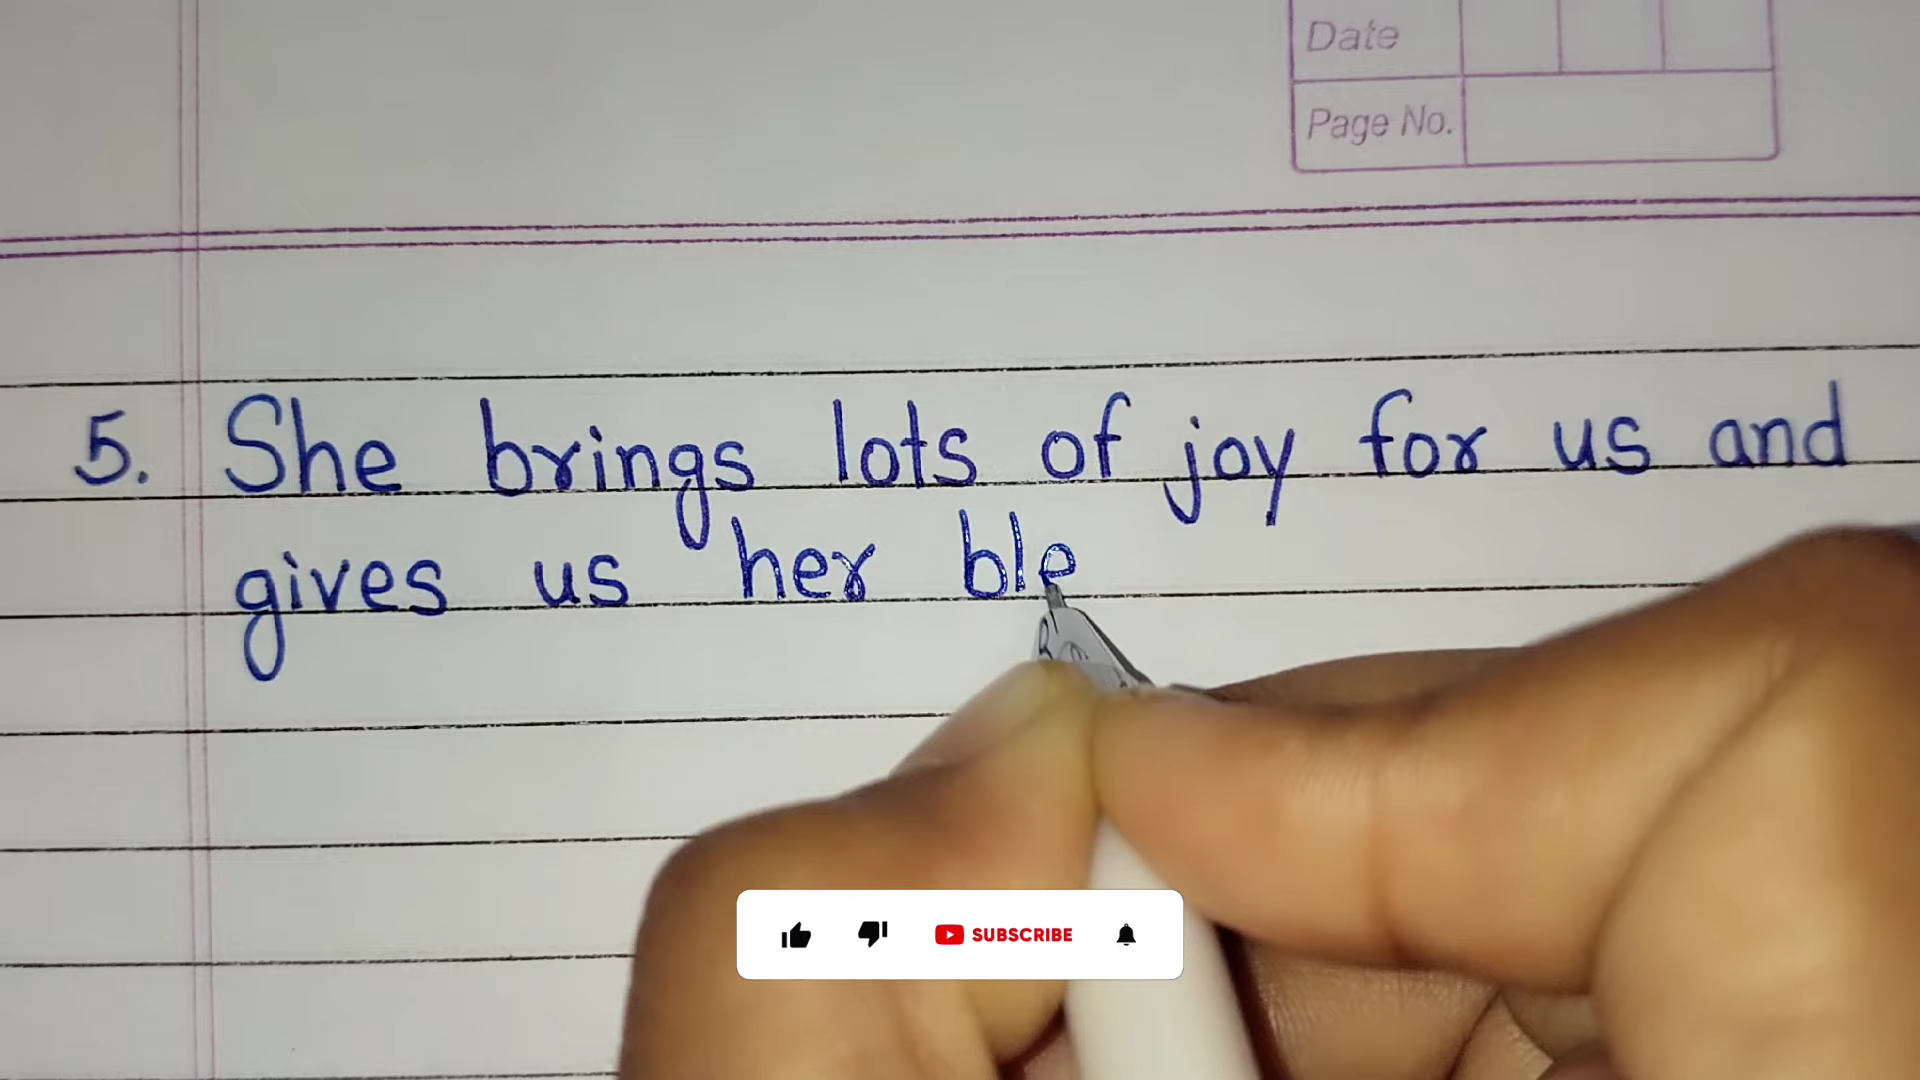 Date
Page No.
5. She brings lots of joy for us and
gives us her ble
SUBSCRIBE